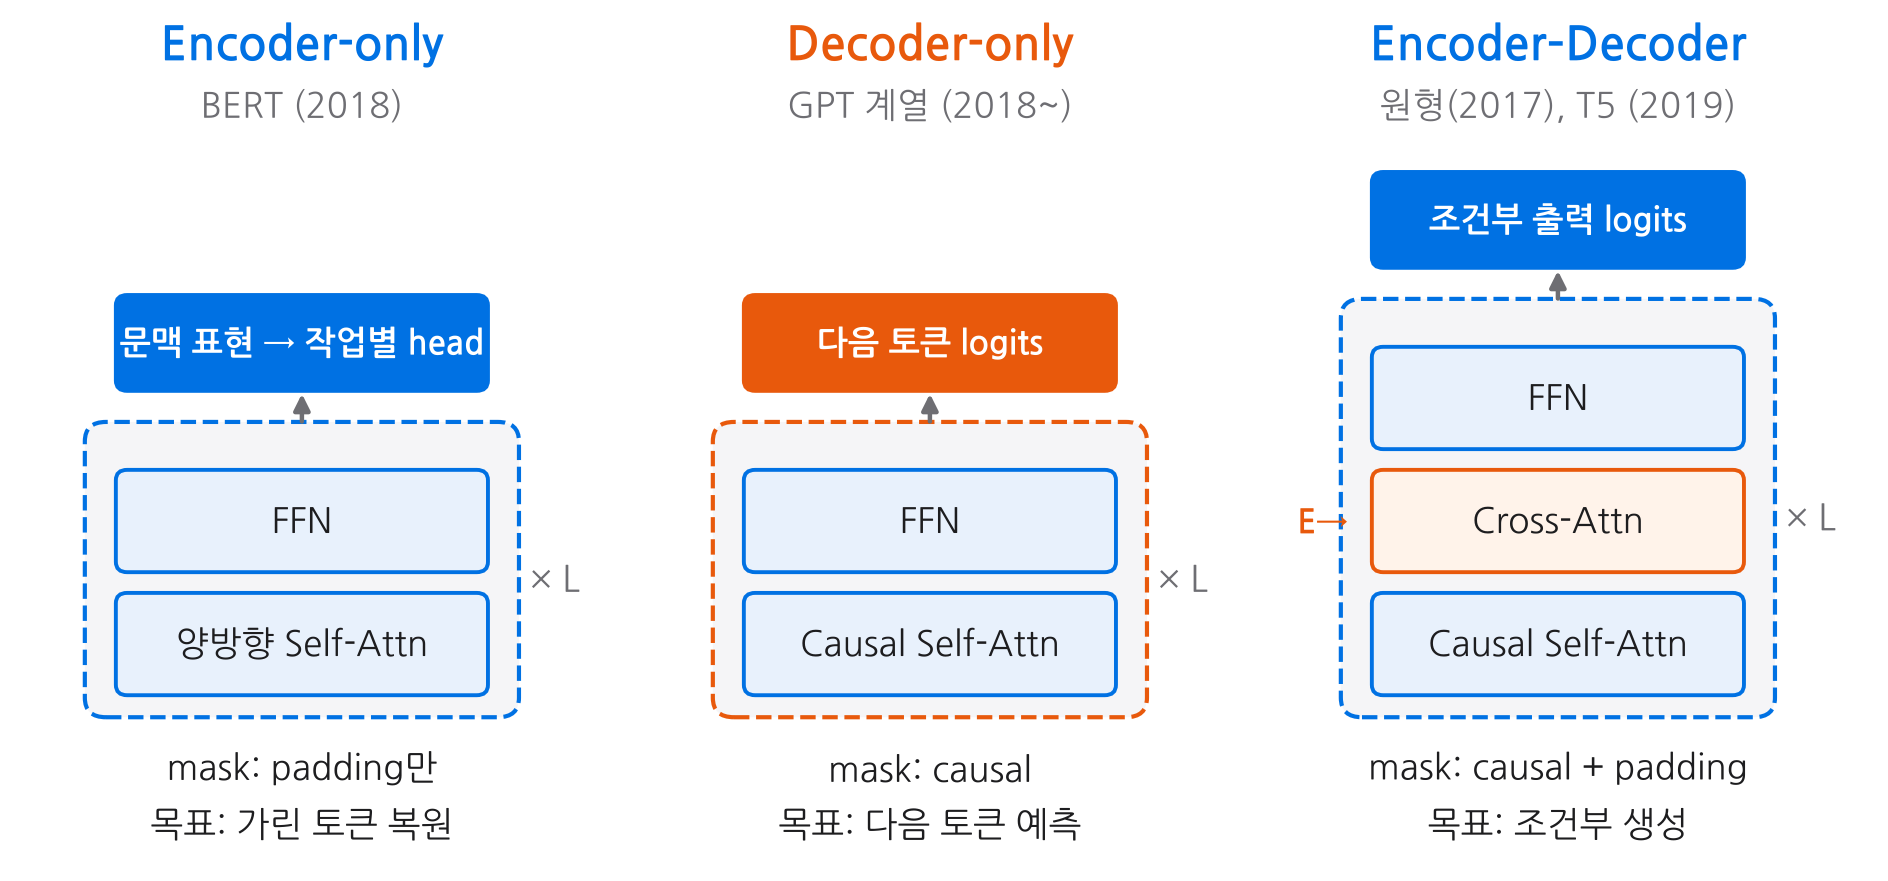 Encoder-only
BERT (2018)
문맥 표현 → 작업별 head
FFN
양방향 Self-Attn
× L
mask: padding만
목표: 가린 토큰 복원
Decoder-only
GPT 계열 (2018~)
다음 토큰 logits
FFN
Causal Self-Attn
× L
mask: causal
목표: 다음 토큰 예측
Encoder-Decoder
원형(2017), T5 (2019)
조건부 출력 logits
FFN
E→
Cross-Attn
× L
Causal Self-Attn
mask: causal + padding
목표: 조건부 생성